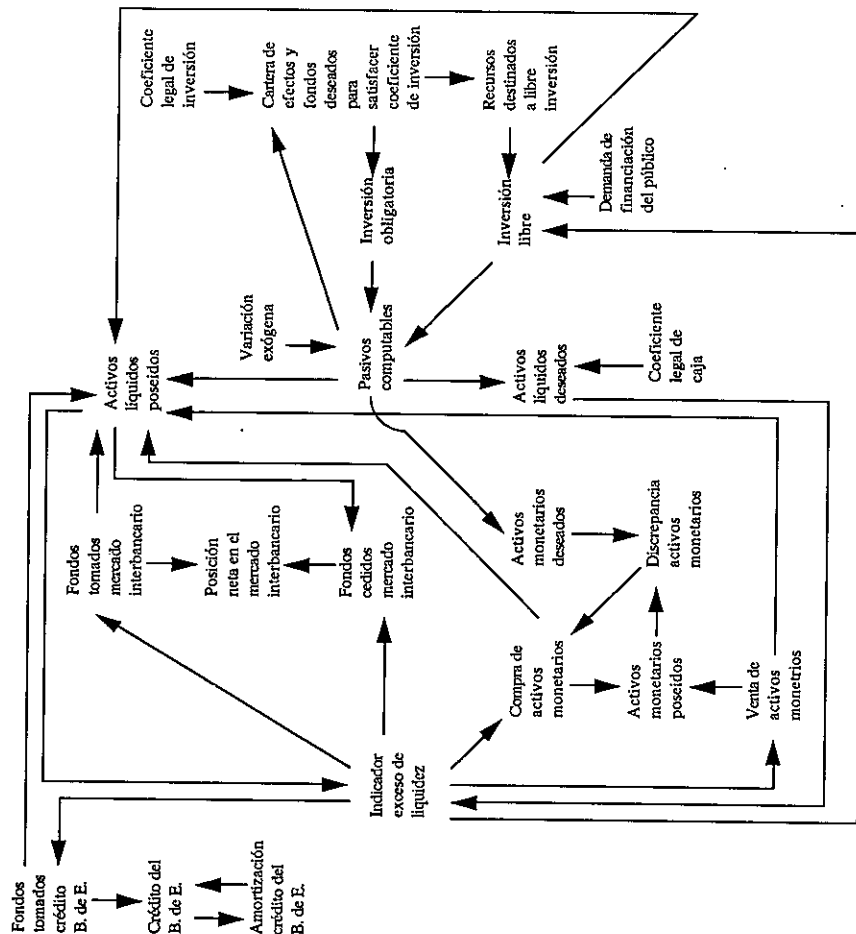 Fondos
tomados
crédito
B. de E.
Crédito del
B. de E.
Amortización
crédito del
B. de E.
Indicador
exceso de
liquidez
Fondos
tomados
mercado
interbancario
Posición
neta en el
mercado
interbancario
Fondos
cedidos
mercado
interbancario
Compra de
activos
monetarios
Activos
monetarios
poseidos
Venta de
activos
monetrios
Activos
monetarios
deseados
Discrepancia
activos
monetarios
Activos
líquidos
poseídos
Variación
exógena
Pasivos
computables
Activos
líquidos
deseados
Coeficiente
legal de
caja
Inversión
obligatoria
Inversión
libre
Demanda de
financiación
del público
Coeficiente
legal de
inversión
Cartera de
efectos y
fondos
deseados
para
satisfacer
coeficiente
de inversión
Recursos
destinados
a libre
inversión